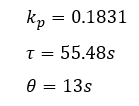 k_p = 0.1831
τ = 55.48s
θ = 13s